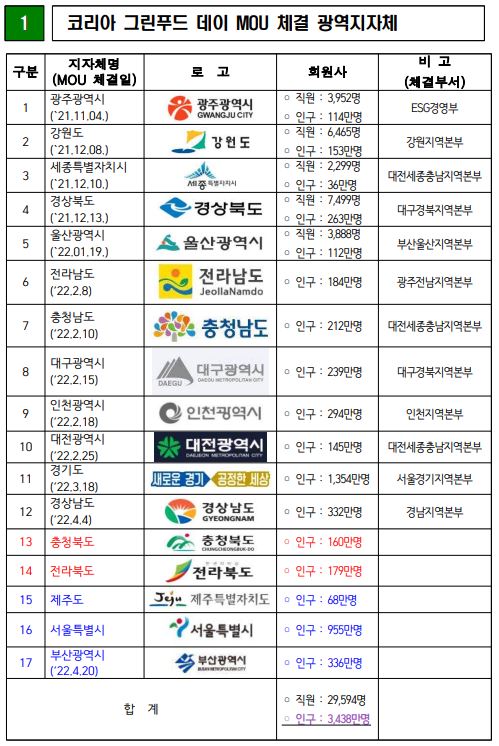 1 코리아 그린푸드 데이 MOU 체결 광역지자체
구분 지자체명 (MOU 체결일) 로 고 회원사 비 고 (체결부서)
1 광주광역시 ○ 직원 : 3,952명
('21.11.04.) 광주광역시 GWANGJU CITY ○ 인구 : 114만명 ESG경영부
2 강원도 ○ 직원 : 6,465명
('21.12.08.) 강원도 ○ 인구 : 153만명 강원지역본부
3 세종특별자치시 ○ 직원 : 2,299명
('21.12.10.) 세종특별자치시 ○ 인구 : 36만명 대전세종충남지역본부
4 경상북도 ○ 직원 : 7,499명
('21.12.13.) 경상북도 ○ 인구 : 263만명 대구경북지역본부
5 울산광역시 ○ 직원 : 3,888명
('22.01.19.) 울산광역시 ○ 인구 : 112만명 부산울산지역본부
6 전라남도
('22.2.8) 전라남도 JeollaNamdo ○ 인구 : 184만명 광주전남지역본부
7 충청남도
('22.2.10) 충청남도 ○ 인구 : 212만명 대전세종충남지역본부
8 대구광역시
('22.2.15) DAEGU 대구광역시 DAEGU METROPOLITAN CITY ○ 인구 : 239만명 대구경북지역본부
9 인천광역시
('22.2.18) 인천광역시 ○ 인구 : 294만명 인천지역본부
10 대전광역시
('22.2.25) 대전광역시 DAEJEON METROPOLITAN CITY ○ 인구 : 145만명 대전세종충남지역본부
11 경기도
('22.3.18) 새로운 경기 공정한 세상 ○ 인구 : 1,354만명 서울경기지역본부
12 경상남도
('22.4.4) 경상남도 GYEONGNAM ○ 인구 : 332만명 경남지역본부
13 충청북도 충청북도 CHUNGCHEONGBUK-DO ○ 인구 : 160만명
14 전라북도 전라북도 ○ 인구 : 179만명
15 제주도 Jeju 제주특별자치도 ○ 인구 : 68만명
16 서울특별시 서울특별시 ○ 인구 : 955만명
17 부산광역시
('22.4.20) 부산광역시 BUSAN METROPOLITAN CITY ○ 인구 : 336만명
합 계 ○ 직원 : 29,594명
○ 인구 : 3,438만명